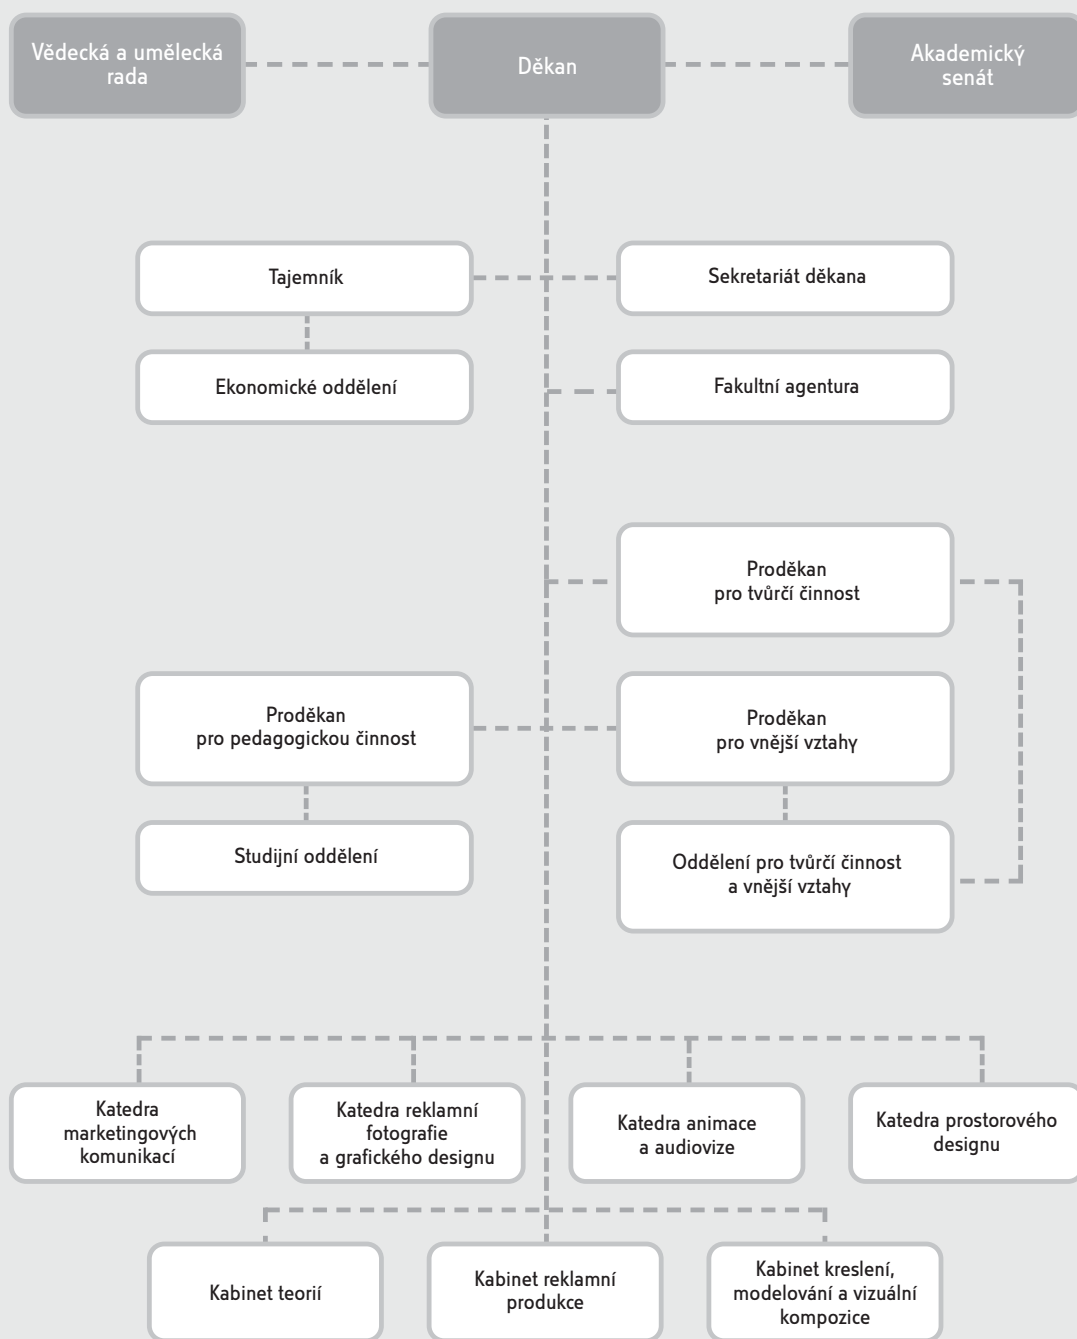 Vědecká a umělecká
rada
Děkan
Akademický
senát
Tajemník
Sekretariát děkana
Ekonomické oddělení
Fakultní agentura
Proděkan
pro tvůrčí činnost
Proděkan
pro pedagogickou činnost
Proděkan
pro vnější vztahy
Studijní oddělení
Oddělení pro tvůrčí činnost
a vnější vztahy
Katedra
marketingových
komunikací
Katedra reklamní
fotografie
a grafického designu
Katedra animace
a audiovize
Katedra prostorového
designu
Kabinet teorií
Kabinet reklamní
produkce
Kabinet kreslení,
modelování a vizuální
kompozice